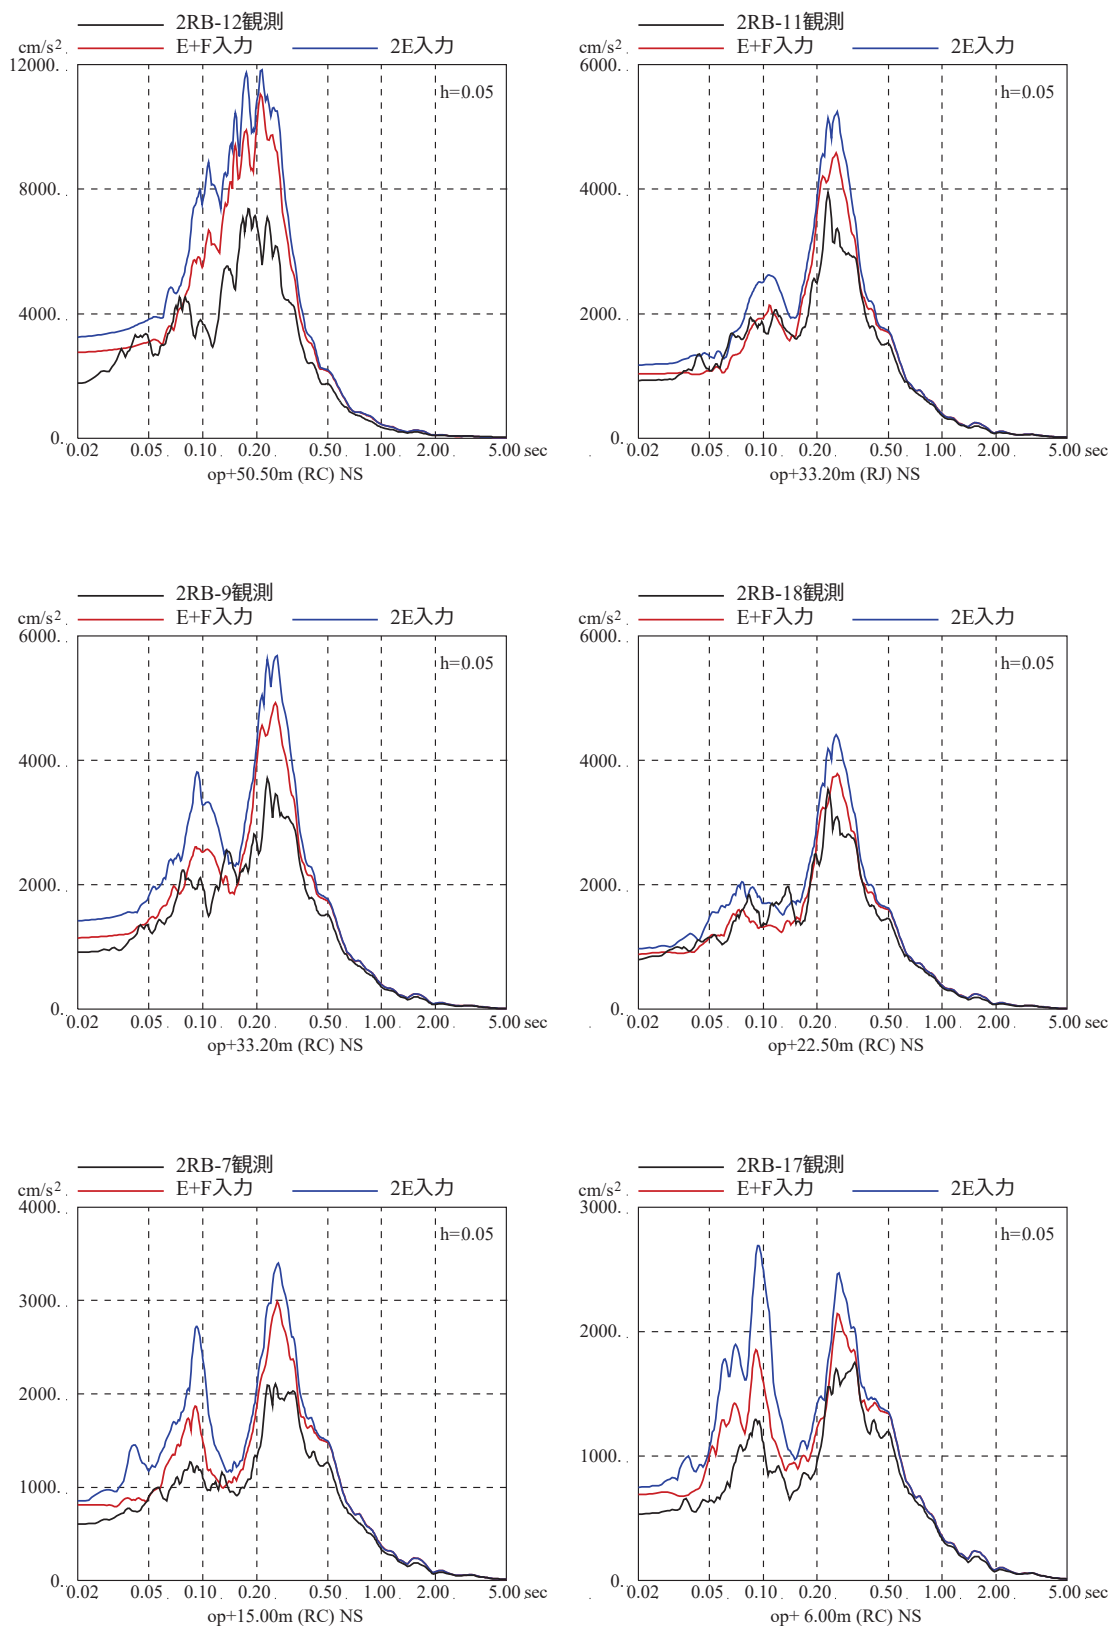 2RB-12観測
cm/s2 E+F入力 2E入力
12000.
h=0.05
8000.
4000.
0.
0.02 0.05 0.10 0.20 0.50 1.00 2.00 5.00 sec
op+50.50m (RC) NS
2RB-11観測
cm/s2 E+F入力 2E入力
6000.
h=0.05
4000.
2000.
0.
0.02 0.05 0.10 0.20 0.50 1.00 2.00 5.00 sec
op+33.20m (RJ) NS
2RB-9観測
cm/s2 E+F入力 2E入力
6000.
h=0.05
4000.
2000.
0.
0.02 0.05 0.10 0.20 0.50 1.00 2.00 5.00 sec
op+33.20m (RC) NS
2RB-18観測
cm/s2 E+F入力 2E入力
6000.
h=0.05
4000.
2000.
0.
0.02 0.05 0.10 0.20 0.50 1.00 2.00 5.00 sec
op+22.50m (RC) NS
2RB-7観測
cm/s2 E+F入力 2E入力
4000.
h=0.05
3000.
2000.
1000.
0.
0.02 0.05 0.10 0.20 0.50 1.00 2.00 5.00 sec
op+15.00m (RC) NS
2RB-17観測
cm/s2 E+F入力 2E入力
3000.
h=0.05
2000.
1000.
0.
0.02 0.05 0.10 0.20 0.50 1.00 2.00 5.00 sec
op+ 6.00m (RC) NS